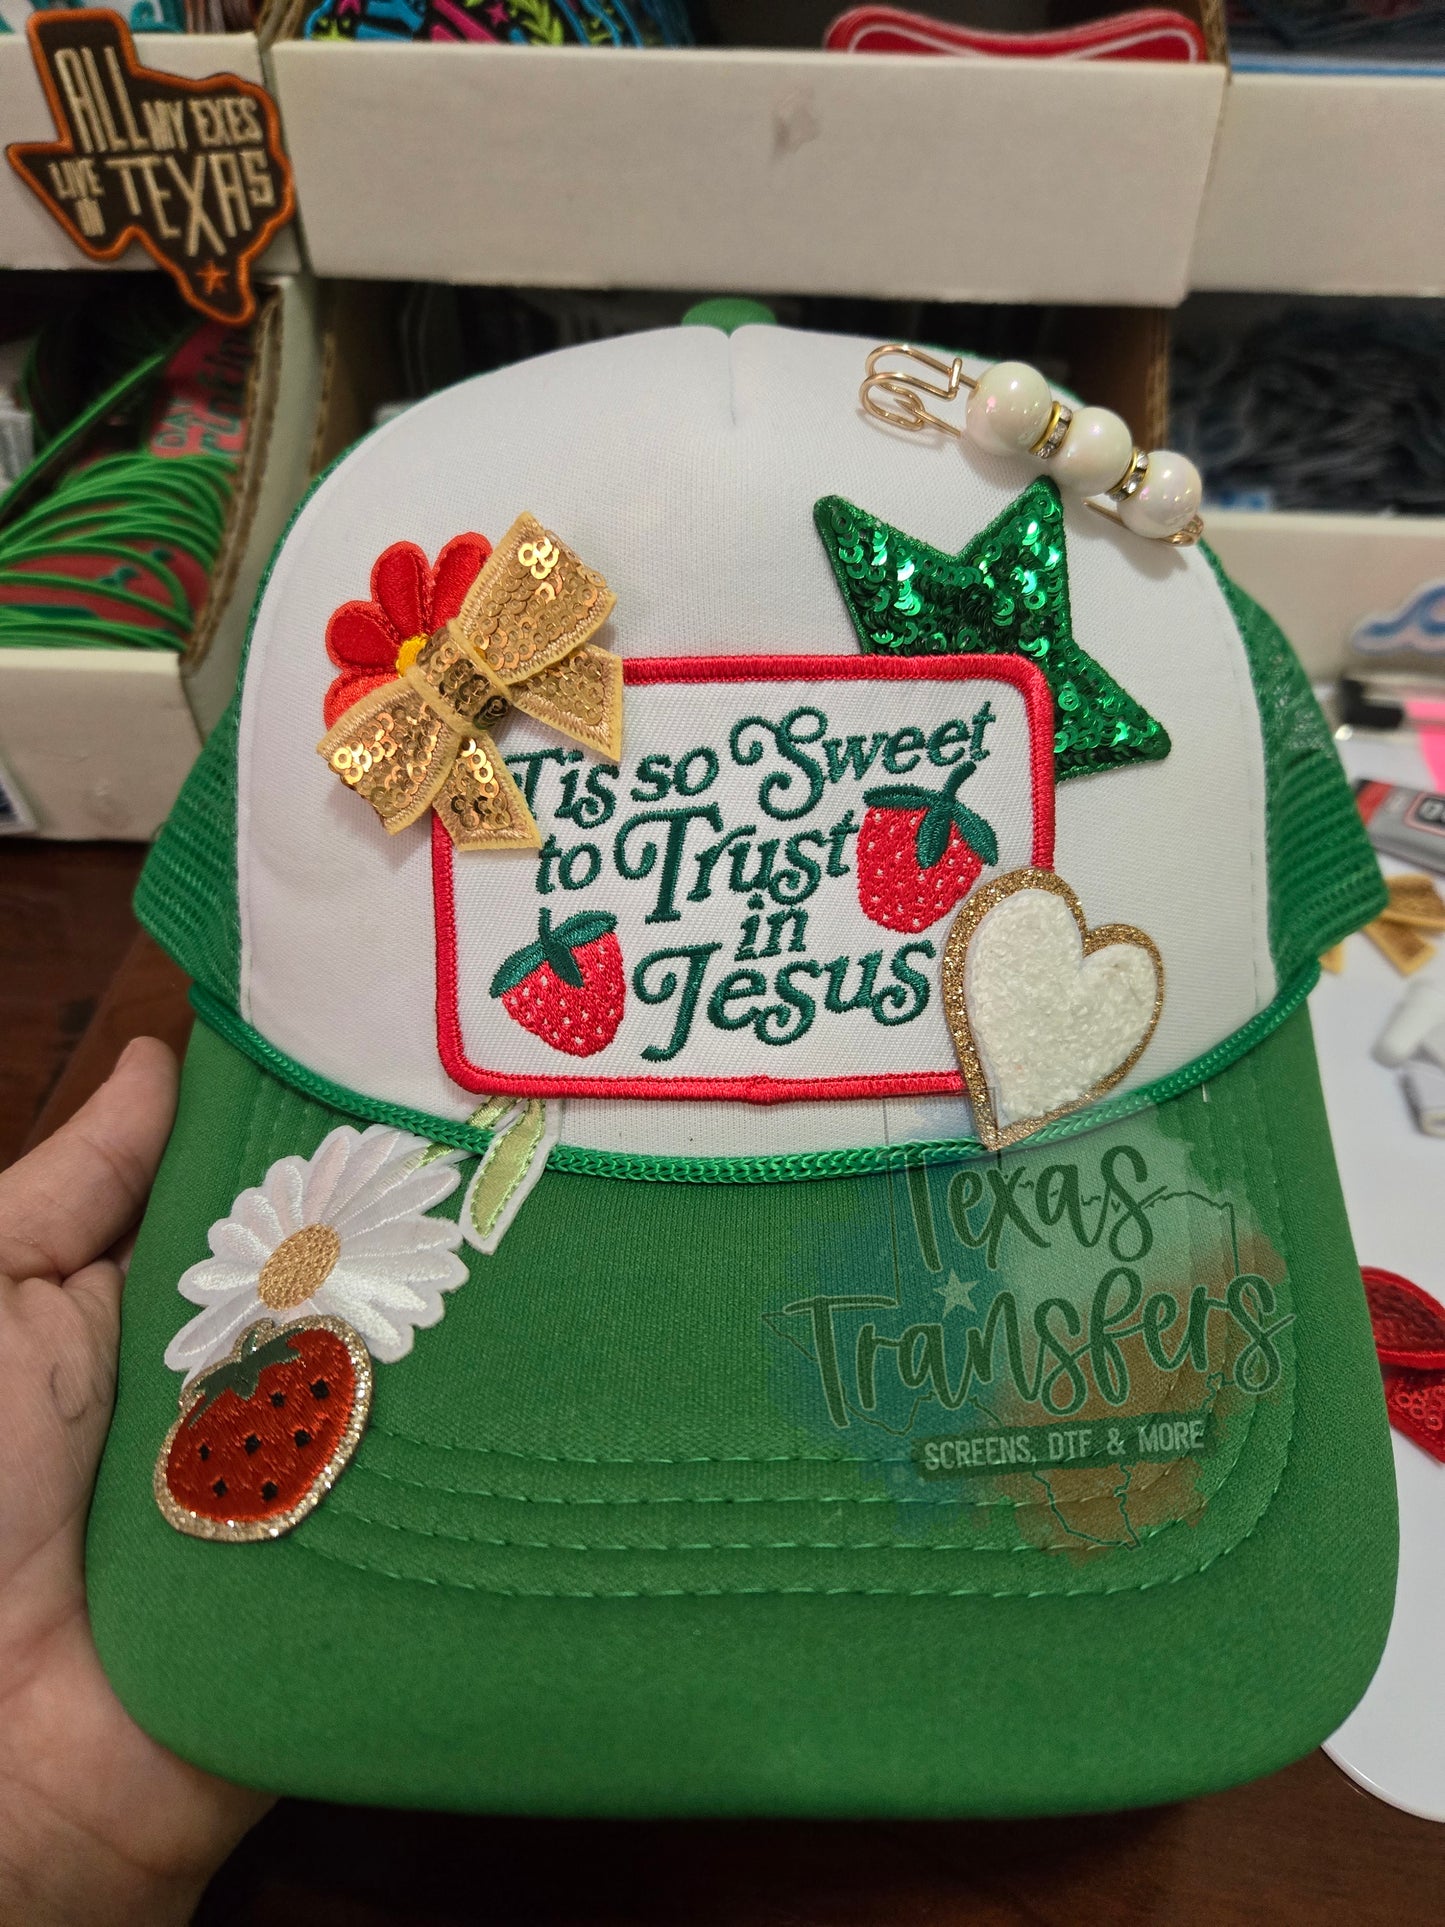 ALL
MY EXES
LIVE
IN TEXAS
Tis so Sweet
to Trust
in
Jesus
Texas
Transfers
SCREENS, DTF, & MORE